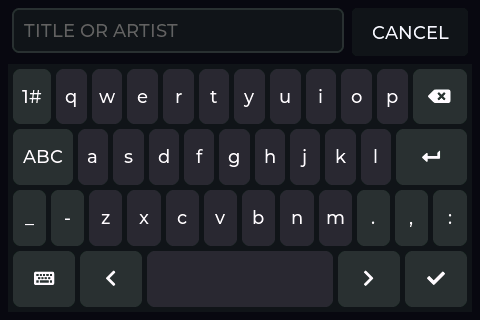 TITLE OR ARTIST CANCEL
1# q w e r t y u i o p
ABC a s d f g h j k l
_ - z x c v b n m . , :